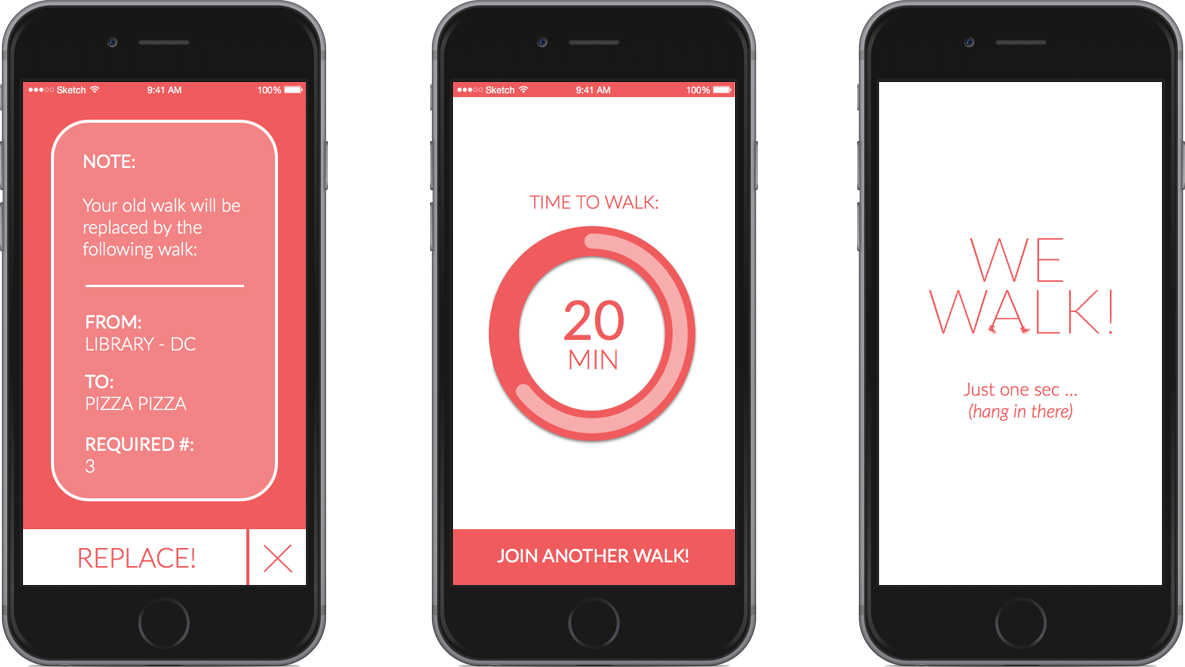 Sketch 9:41 AM 100%
NOTE:
Your old walk will be
replaced by the
following walk:
FROM:
LIBRARY - DC
TO:
PIZZA PIZZA
REQUIRED #:
3
REPLACE!
Sketch 9:41 AM 100%
TIME TO WALK:
20
MIN
JOIN ANOTHER WALK!
WE
WALK!
Just one sec ...
(hang in there)